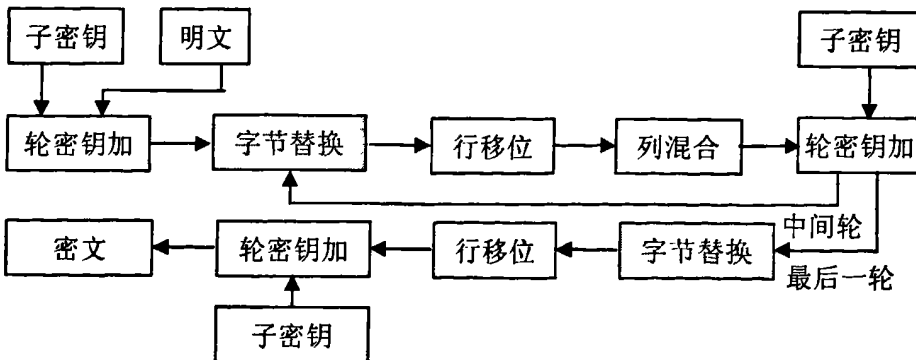 子密钥
明文
子密钥
轮密钥加
字节替换
行移位
列混合
轮密钥加
中间轮
密文
轮密钥加
行移位
字节替换
最后一轮
子密钥